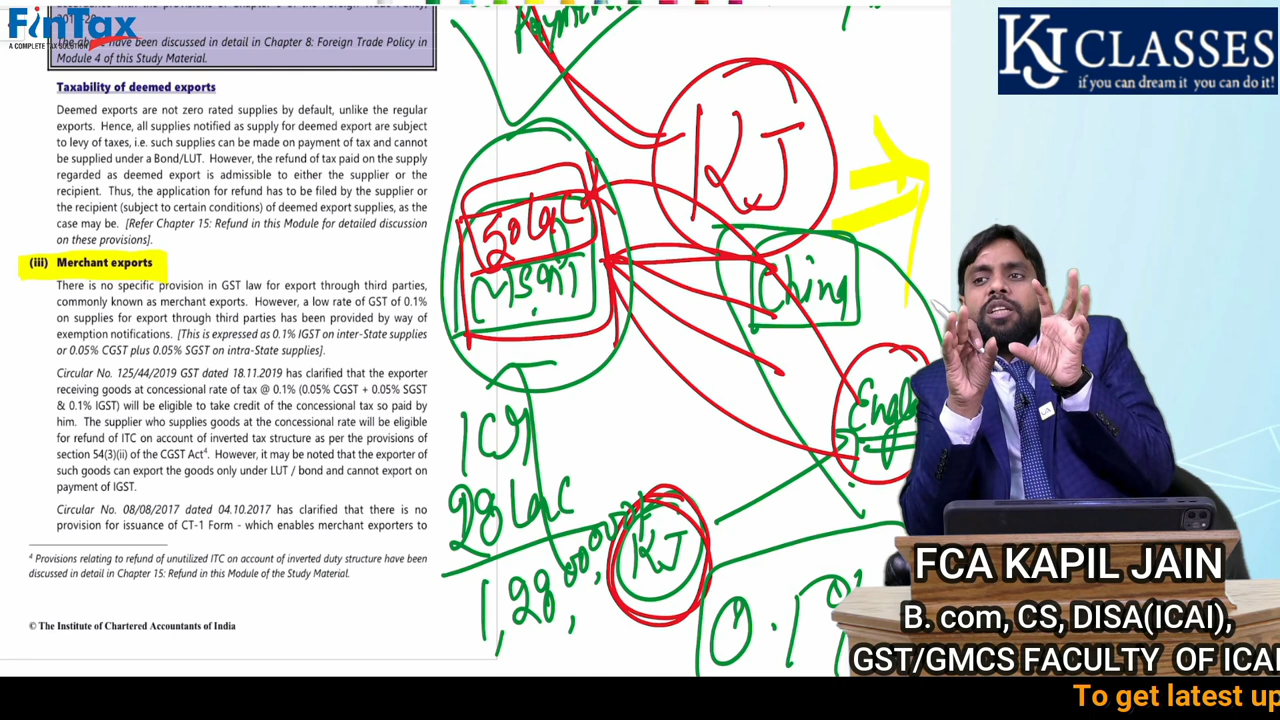 FinTax
A COMPLETE TAX SOLUTION
The above have been discussed in detail in Chapter 8: Foreign Trade Policy in
Module 4 of this Study Material.
Taxability of deemed exports
Deemed exports are not zero rated supplies by default, unlike the regular
exports. Hence, all supplies notified as supply for deemed export are subject
to levy of taxes, i.e. such supplies can be made on payment of tax and cannot
be supplied under a Bond/LUT. However, the refund of tax paid on the supply
regarded as deemed export is admissible to either the supplier or the
recipient. Thus, the application for refund has to be filed by the supplier or
the recipient (subject to certain conditions) of deemed export supplies, as the
case may be. [Refer Chapter 15: Refund in this Module for detailed discussion
on these provisions].
(iii) Merchant exports
There is no specific provision in GST law for export through third parties,
commonly known as merchant exports. However, a low rate of GST of 0.1%
on supplies for export through third parties has been provided by way of
exemption notifications. [This is expressed as 0.1% IGST on inter-State supplies
or 0.05% CGST plus 0.05% SGST on intra-State supplies].
Circular No. 125/44/2019 GST dated 18.11.2019 has clarified that the exporter
receiving goods at concessional rate of tax @ 0.1% (0.05% CGST + 0.05% SGST
& 0.1% IGST) will be eligible to take credit of the concessional tax so paid by
him. The supplier who supplies goods at the concessional rate will be eligible
for refund of ITC on account of inverted tax structure as per the provisions of
section 54(3)(ii) of the CGST Act⁴. However, it may be noted that the exporter
of such goods can export the goods only under LUT / bond and cannot export on
payment of IGST.
Circular No. 08/08/2017 dated 04.10.2017 has clarified that there is no
provision for issuance of CT-1 Form - which enables merchant exporters to
⁴ Provisions relating to refund of unutilized ITC on account of inverted duty structure have been
discussed in detail in Chapter 15: Refund in this Module of the Study Material.
© The Institute of Chartered Accountants of India
KJ
China
1 Cr
28 Lac
KJ
KJ CLASSES
if you can dream it you can do it!
FCA KAPIL JAIN
B. com, CS, DISA(ICAI),
GST/GMCS FACULTY OF ICAI
To get latest up